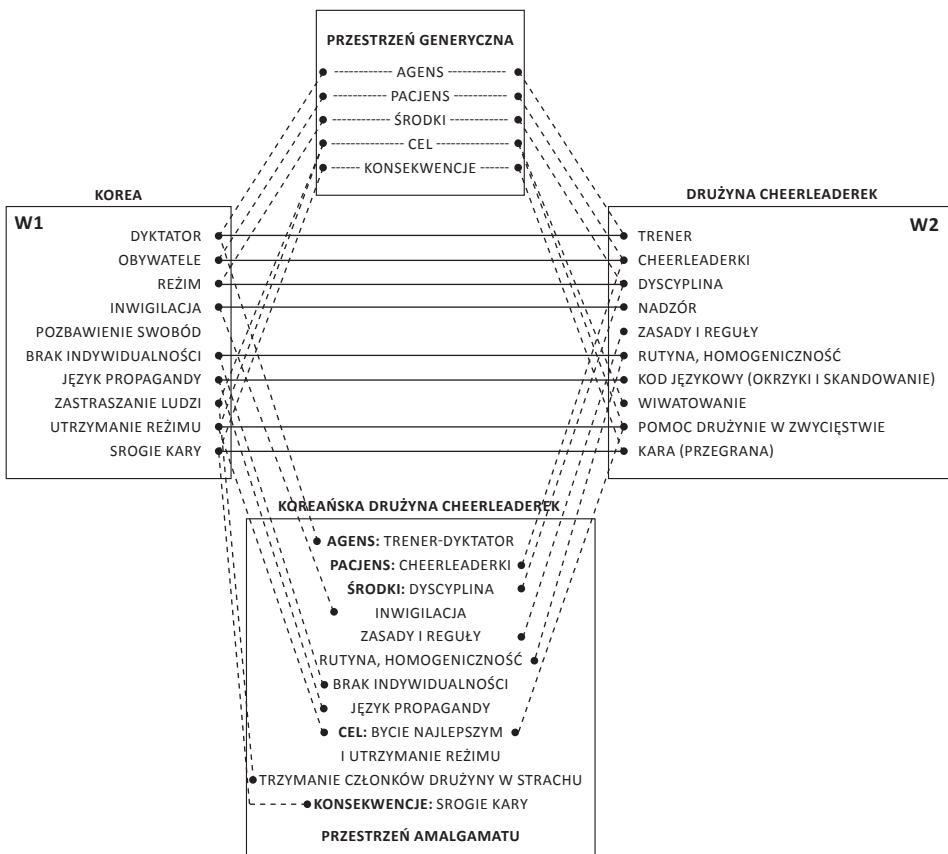 PRZESTRZEŃ GENERYCZNA
AGENS
PACJENS
ŚRODKI
CEL
KONSEKWENCJE
KOREA
W1
DYKTATOR
OBYWATELE
REŻIM
INWIGILACJA
POZBAWIENIE SWOBÓD
BRAK INDYWIDUALNOŚCI
JĘZYK PROPAGANDY
ZASTRASZANIE LUDZI
UTRZYMANIE REŻIMU
SROGIE KARY
DRUŻYNA CHEERLEADEREK
W2
TRENER
CHEERLEADERKI
DYSCYPLINA
NADZÓR
ZASADY I REGUŁY
RUTYNA, HOMOGENICZNOŚĆ
KOD JĘZYKOWY (OKRZYKI I SKANDOWANIE)
WIWATOWANIE
POMOC DRUŻYNIE W ZWYCIĘSTWIE
KARA (PRZEGRANA)
KOREAŃSKA DRUŻYNA CHEERLEADEREK
AGENS: TRENER-DYKTATOR
PACJENS: CHEERLEADERKI
ŚRODKI: DYSCYPLINA
INWIGILACJA
ZASADY I REGUŁY
RUTYNA, HOMOGENICZNOŚĆ
BRAK INDYWIDUALNOŚCI
JĘZYK PROPAGANDY
CEL: BYCIE NAJLEPSZYM
I UTRZYMANIE REŻIMU
TRZYMANIE CZŁONKÓW DRUŻYNY W STRACHU
KONSEKWENCJE: SROGIE KARY
PRZESTRZEŃ AMALGAMATU